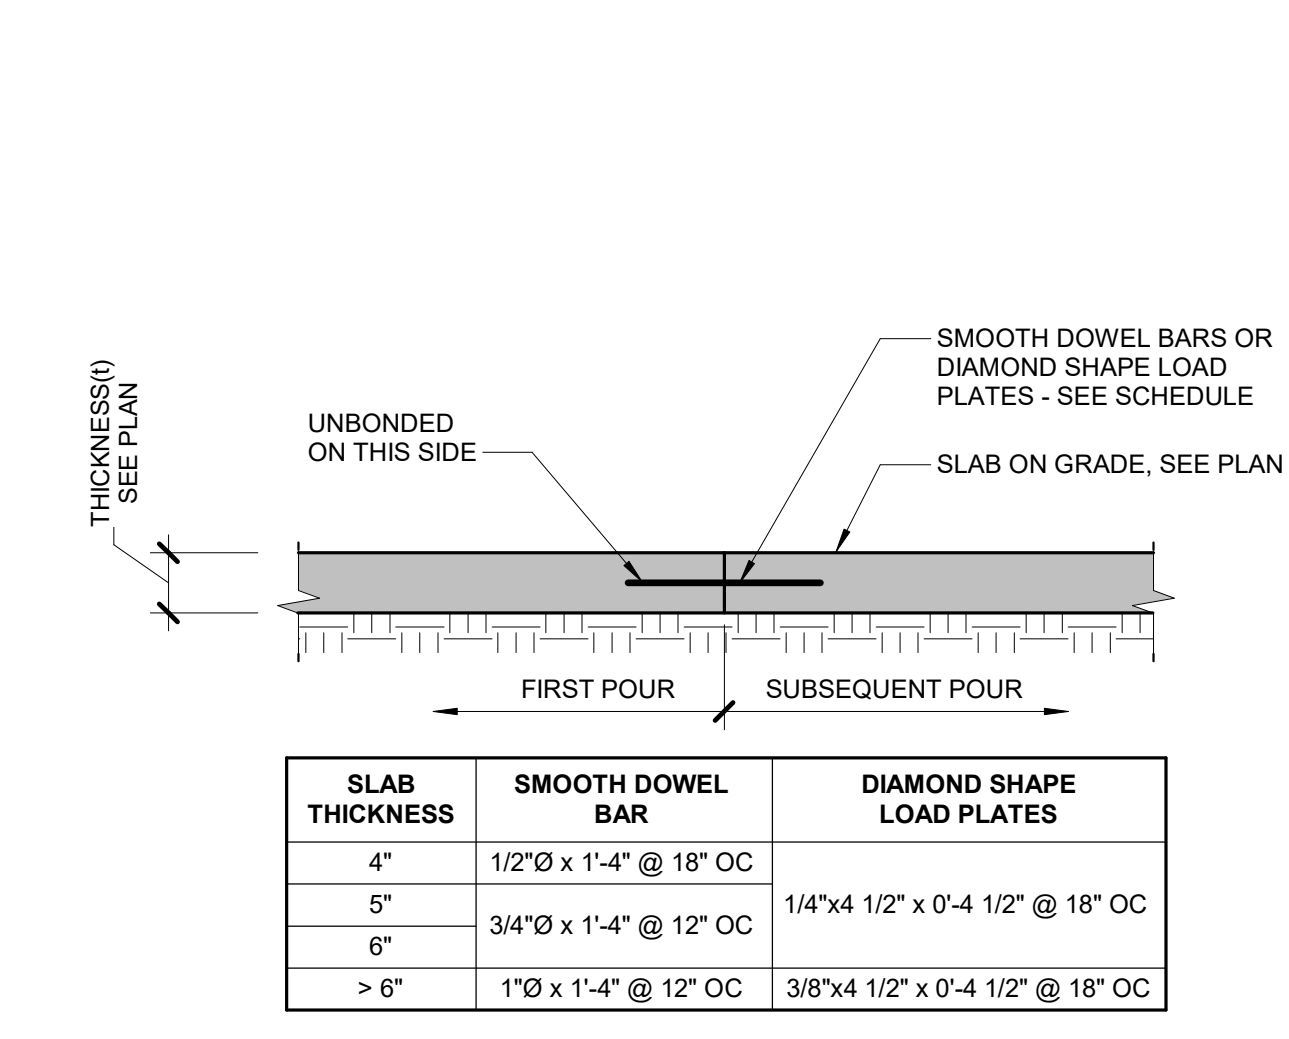 SMOOTH DOWEL BARS OR
DIAMOND SHAPE LOAD
PLATES - SEE SCHEDULE
THICKNESS(t)
SEE PLAN
UNBONDED
ON THIS SIDE
SLAB ON GRADE, SEE PLAN
FIRST POUR
SUBSEQUENT POUR
SLAB
THICKNESS
SMOOTH DOWEL
BAR
DIAMOND SHAPE
LOAD PLATES
4"
1/2"Ø x 1'-4" @ 18" OC
1/4"x4 1/2" x 0'-4 1/2" @ 18" OC
5"
3/4"Ø x 1'-4" @ 12" OC
6"
> 6"
1"Ø x 1'-4" @ 12" OC
3/8"x4 1/2" x 0'-4 1/2" @ 18" OC